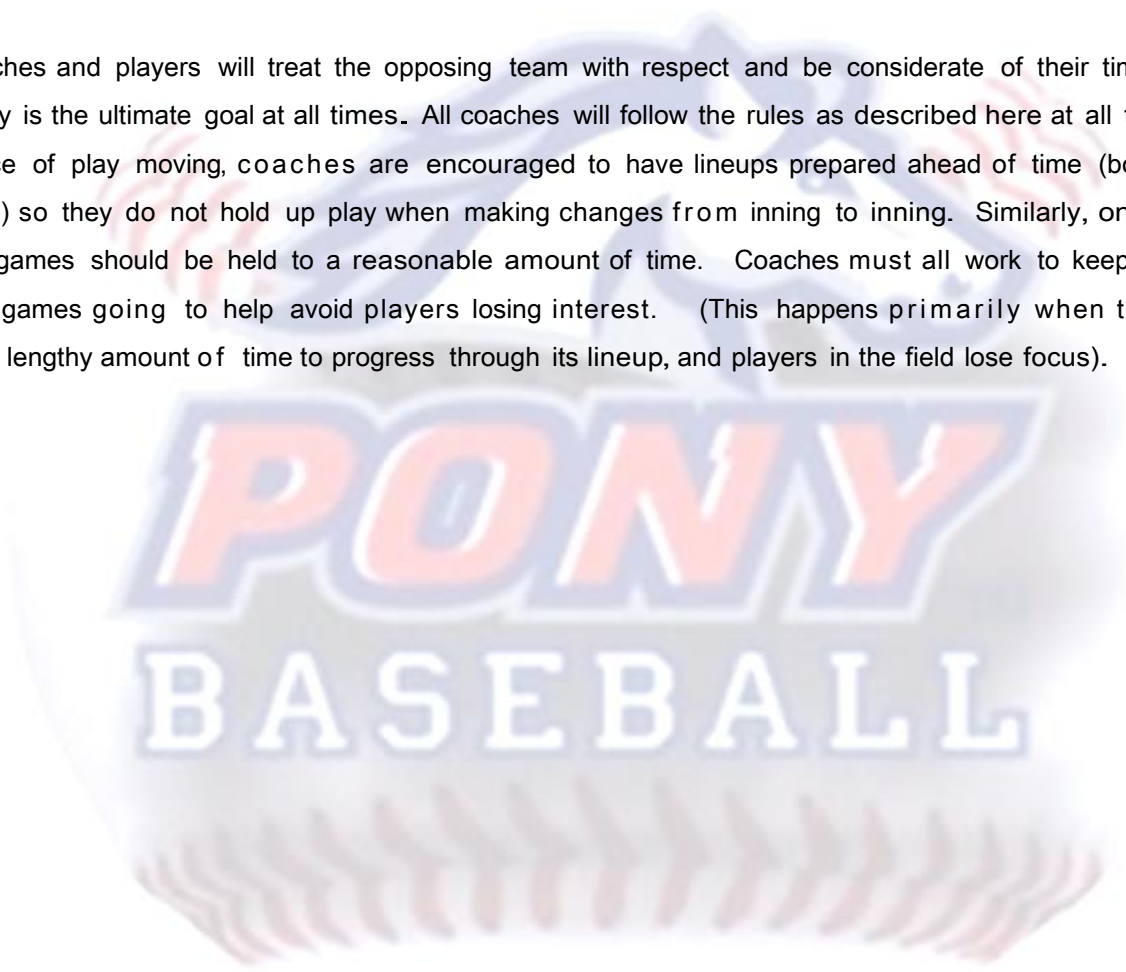 ches and players will treat the opposing team with respect and be considerate of their tin
y is the ultimate goal at all times. All coaches will follow the rules as described here at all t
ce of play moving, coaches are encouraged to have lineups prepared ahead of time (bo
) so they do not hold up play when making changes from inning to inning. Similarly, or
games should be held to a reasonable amount of time. Coaches must all work to keep
games going to help avoid players losing interest. (This happens primarily when t
lengthy amount of time to progress through its lineup, and players in the field lose focus).
PONY
BASEBALL